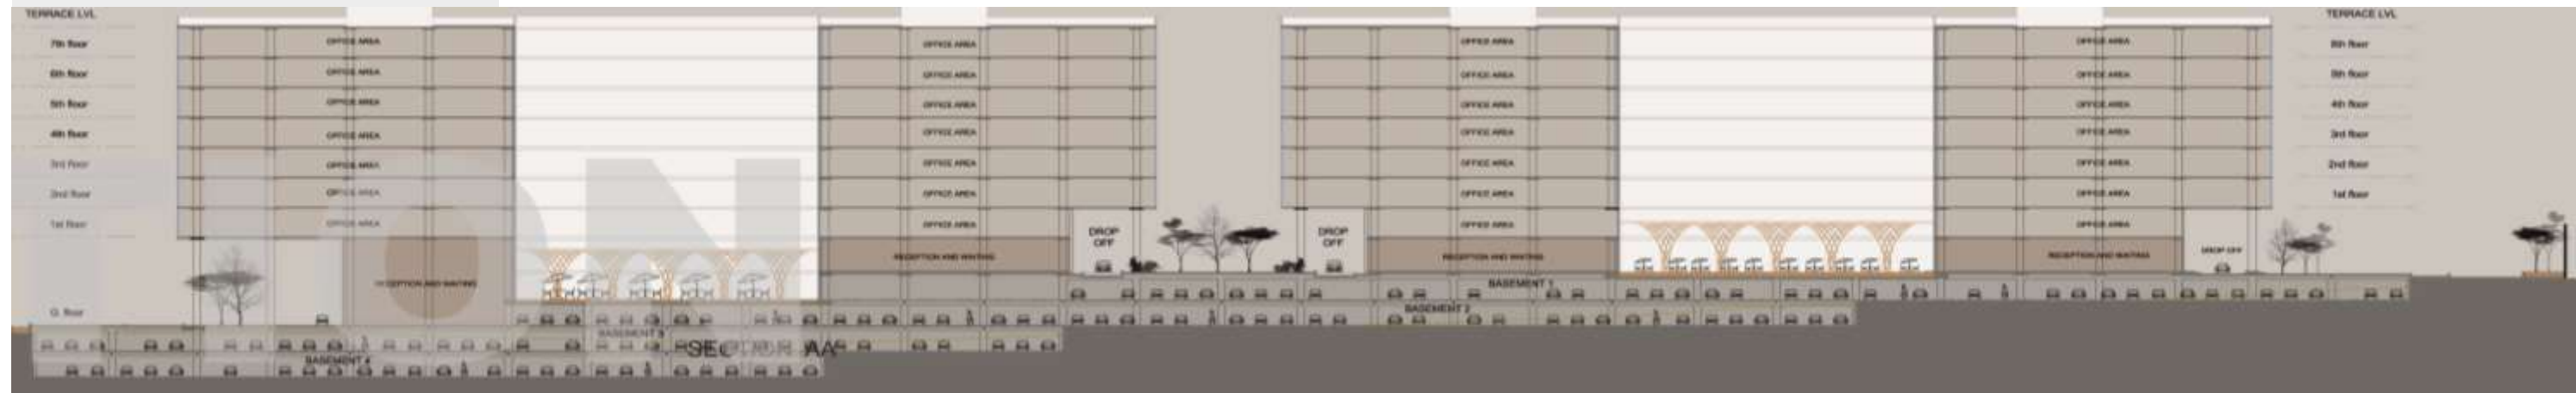 TERRACE LVL
7th floor
6th floor
5th floor
4th floor
3rd floor
2nd floor
1st floor
G. floor
OFFICE AREA
OFFICE AREA
OFFICE AREA
OFFICE AREA
OFFICE AREA
OFFICE AREA
OFFICE AREA
RECEPTION AND WAITING
OFFICE AREA
OFFICE AREA
OFFICE AREA
OFFICE AREA
OFFICE AREA
OFFICE AREA
OFFICE AREA
RECEPTION AND WAITING
DROP
OFF
DROP
OFF
OFFICE AREA
OFFICE AREA
OFFICE AREA
OFFICE AREA
OFFICE AREA
OFFICE AREA
OFFICE AREA
RECEPTION AND WAITING
OFFICE AREA
OFFICE AREA
OFFICE AREA
OFFICE AREA
OFFICE AREA
OFFICE AREA
OFFICE AREA
RECEPTION AND WAITING
DROP OFF
TERRACE LVL
4th floor
3rd floor
2nd floor
1st floor
BASEMENT 1
BASEMENT 2
BASEMENT 3
BASEMENT 4
SECTION AA